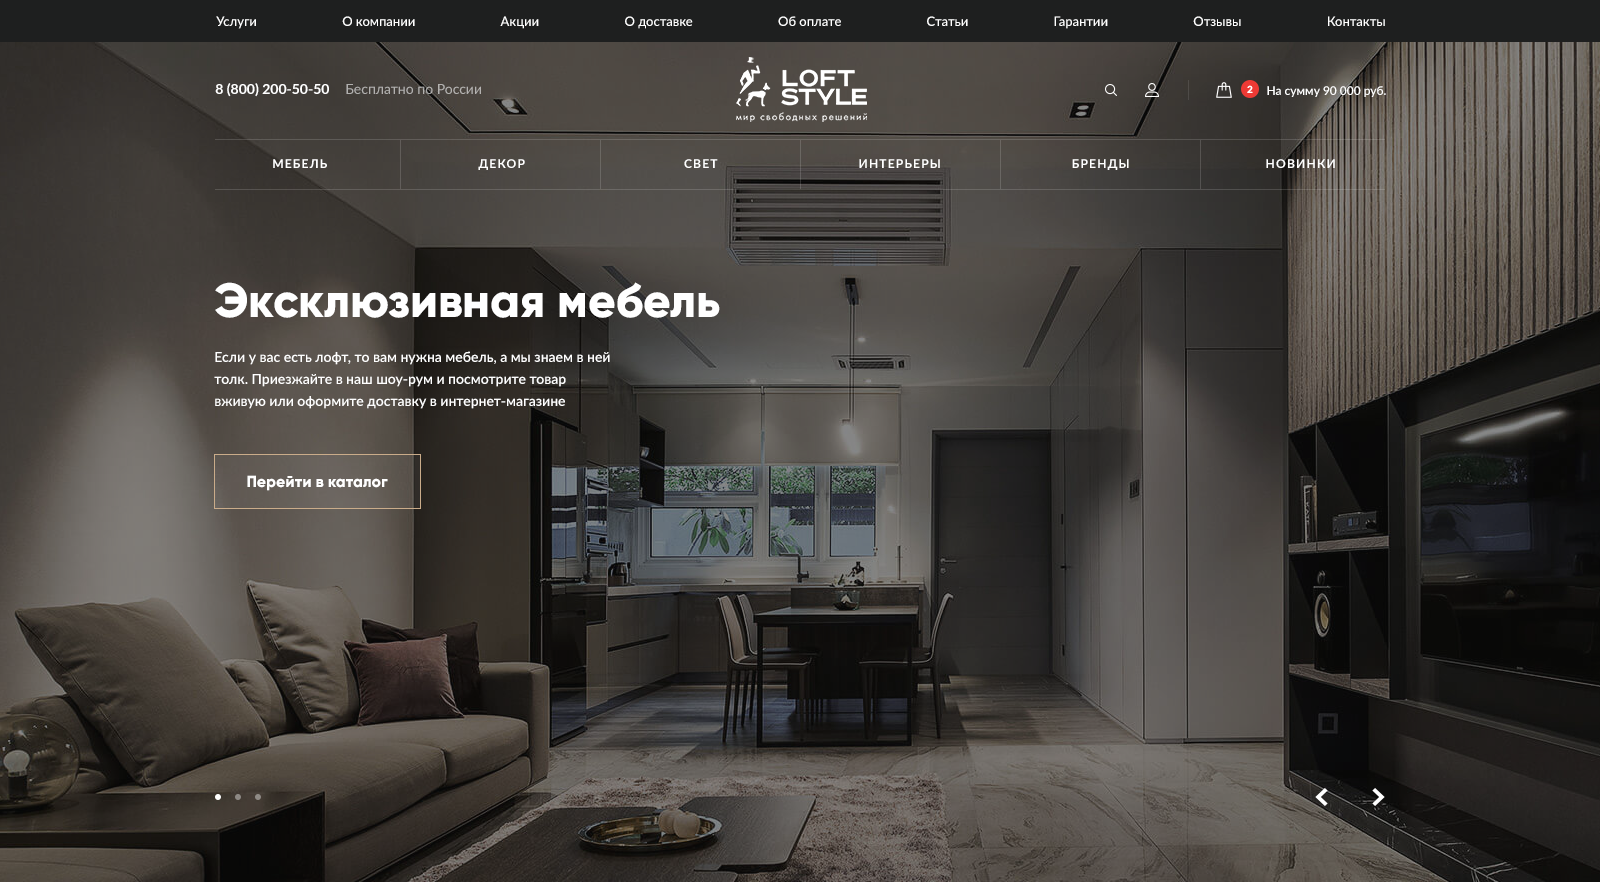 Услуги О компании Акции О доставке Об оплате Статьи Гарантии Отзывы Контакты
8 (800) 200-50-50 Бесплатно по России
LOFT
STYLE
мир свободных решений
2 На сумму 90 000 руб.
МЕБЕЛЬ ДЕКОР СВЕТ ИНТЕРЬЕРЫ БРЕНДЫ НОВИНКИ
Эксклюзивная мебель
Если у вас есть лофт, то вам нужна мебель, а мы знаем в ней
толк. Приезжайте в наш шоу-рум и посмотрите товар
вживую или оформите доставку в интернет-магазине
Перейти в каталог